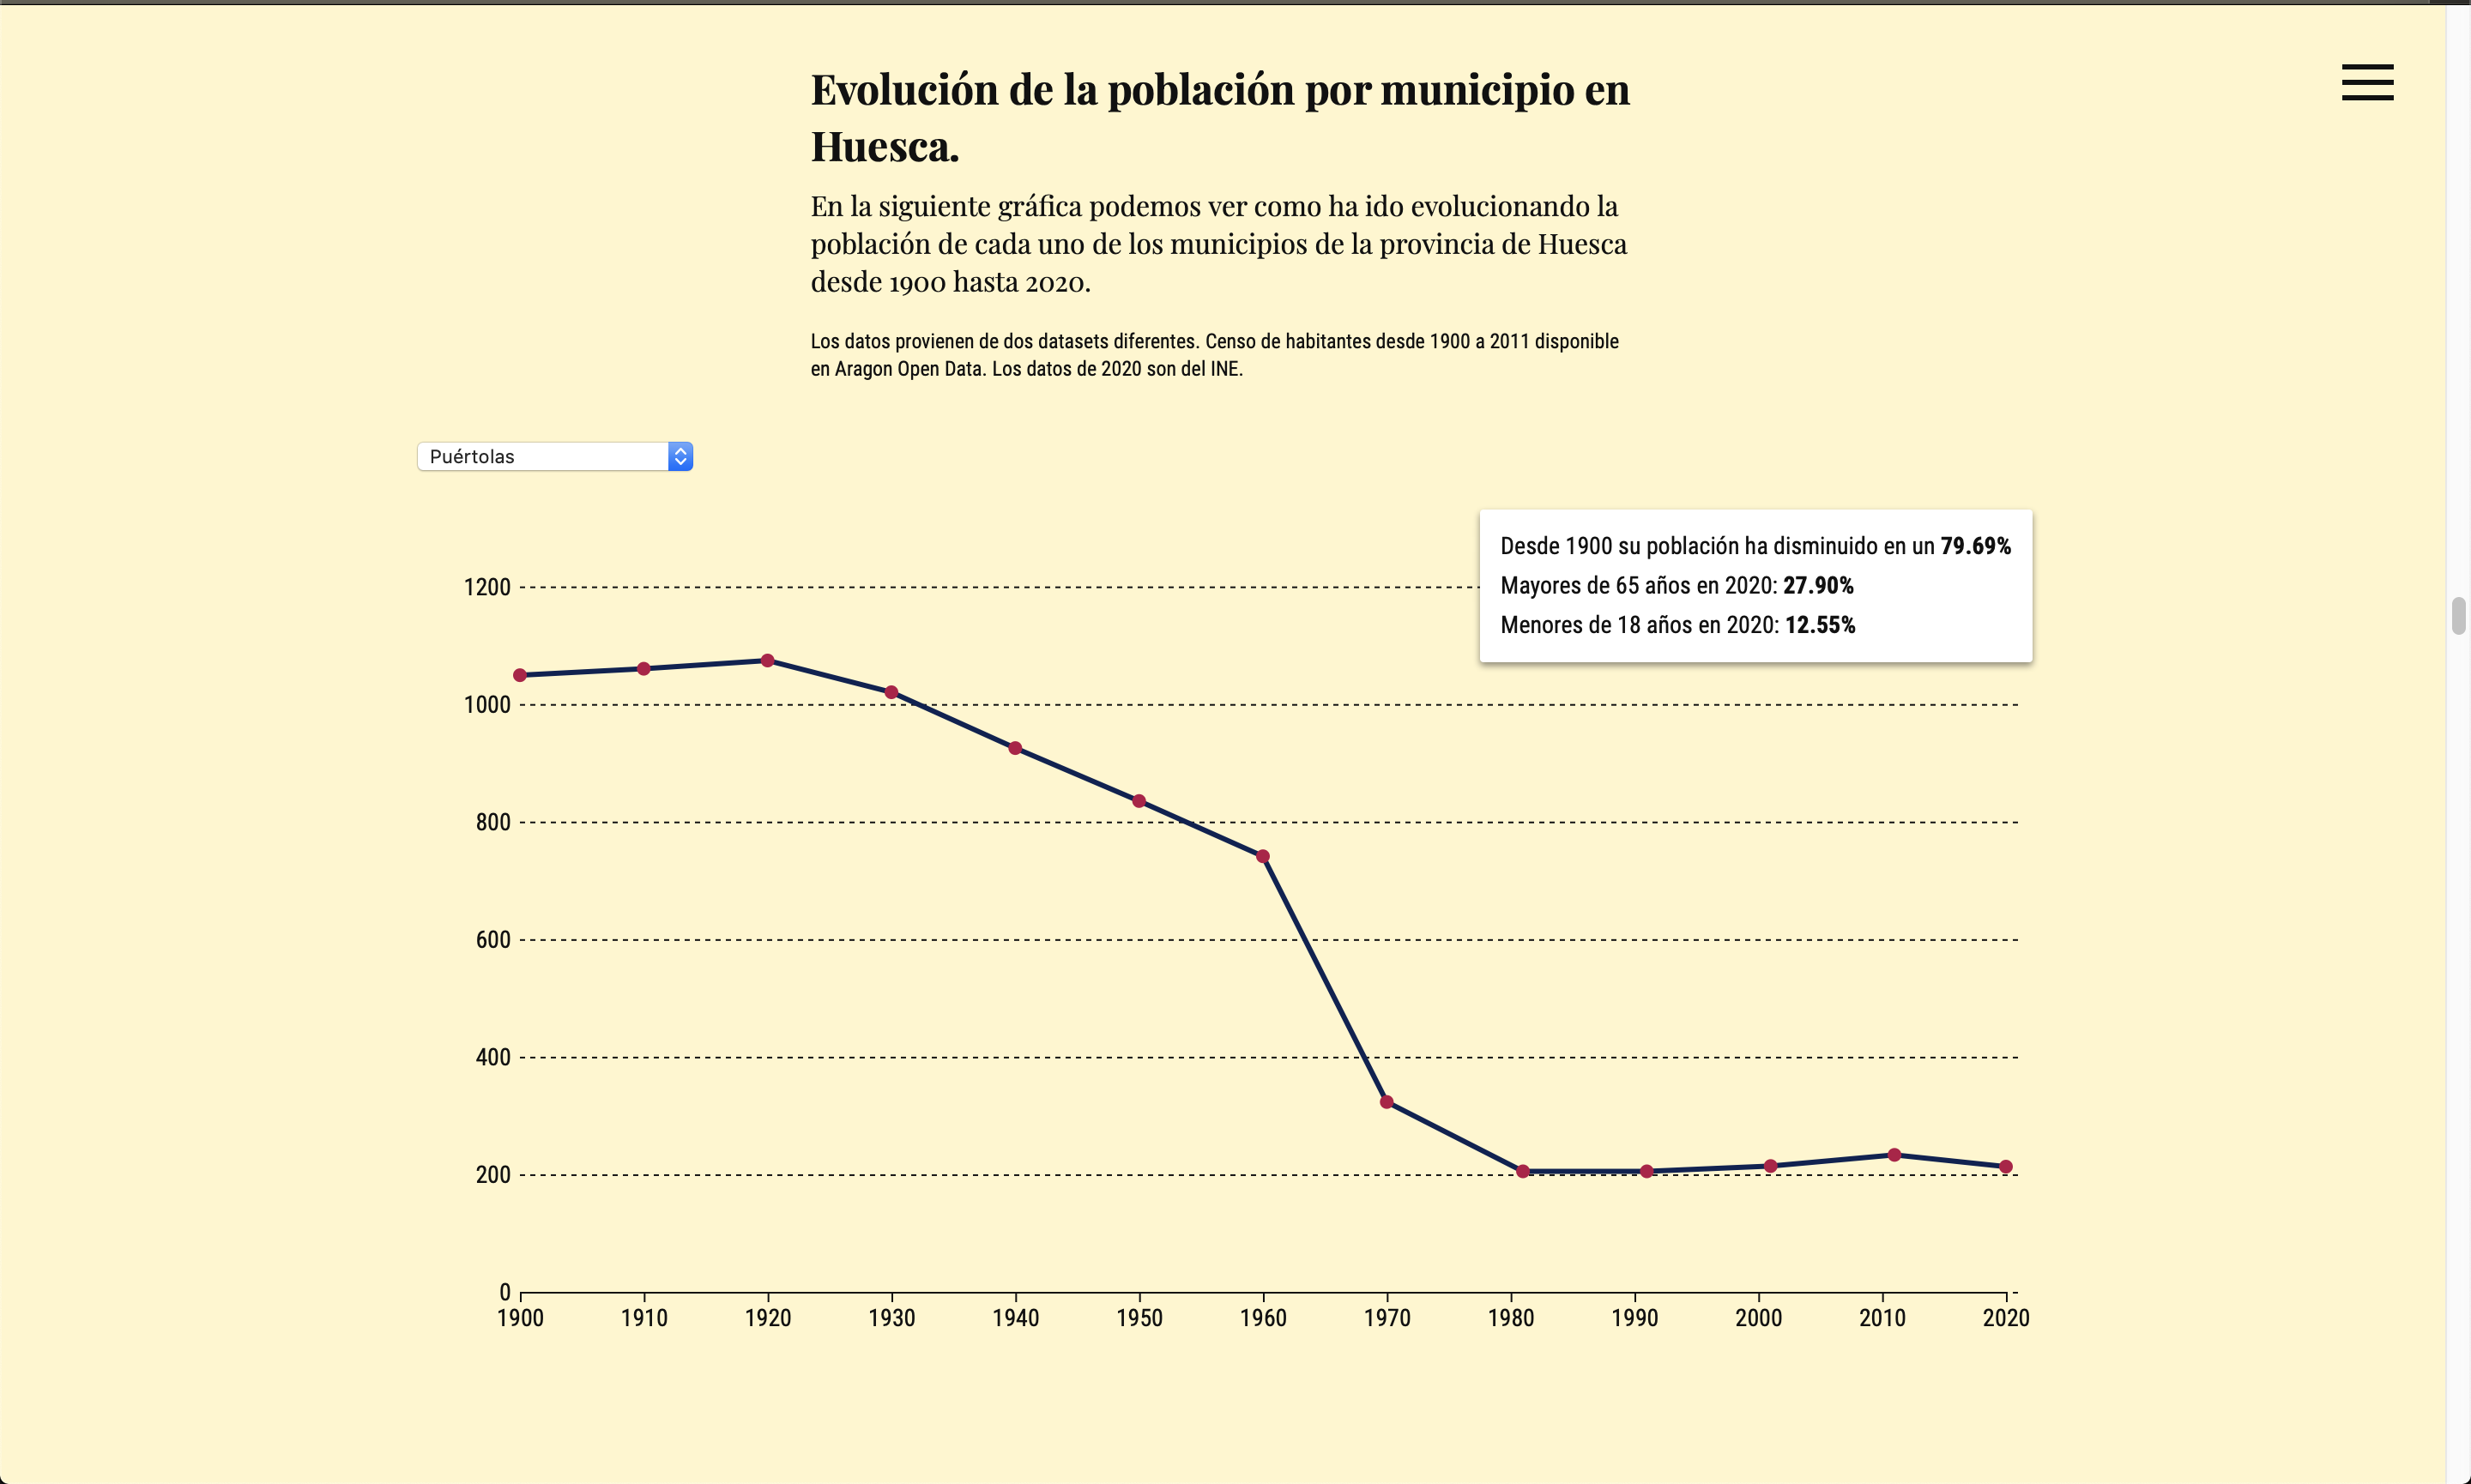 Evolución de la población por municipio en
Huesca.
En la siguiente gráfica podemos ver como ha ido evolucionando la
población de cada uno de los municipios de la provincia de Huesca
desde 1900 hasta 2020.
Los datos provienen de dos datasets diferentes. Censo de habitantes desde 1900 a 2011 disponible
en Aragon Open Data. Los datos de 2020 son del INE.
Puértolas
Desde 1900 su población ha disminuido en un 79.69%
Mayores de 65 años en 2020: 27.90%
Menores de 18 años en 2020: 12.55%
1200
1000
800
600
400
200
0
1900 1910 1920 1930 1940 1950 1960 1970 1980 1990 2000 2010 2020